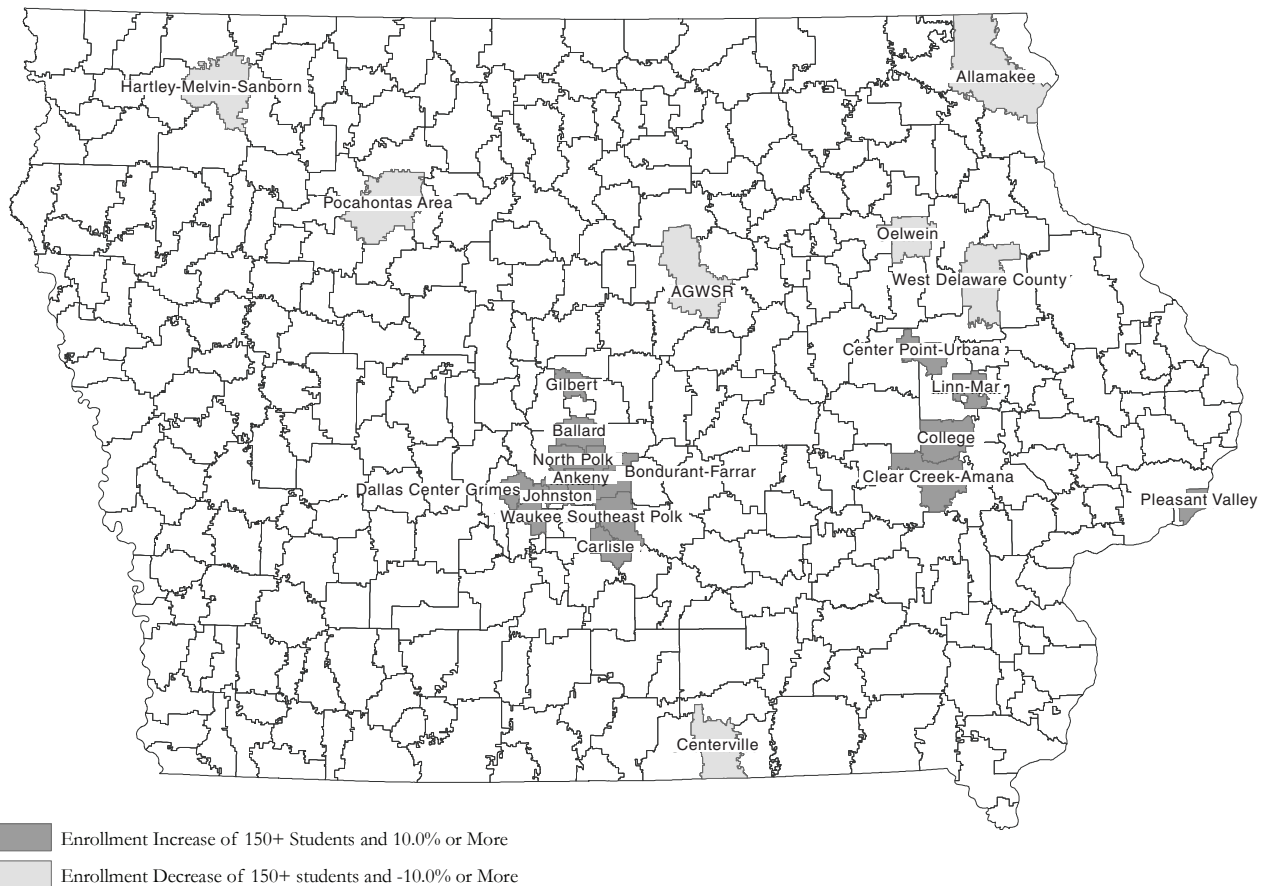 Allamakee
Hartley-Melvin-Sanborn
Pocahontas Area
Oelwein
West Delaware County
AGWSR
Center Point-Urbana
Gilbert
Linn-Mar
Ballard
College
North Polk
Bondurant-Farrar
Ankeny
Clear Creek-Amana
Dallas Center Grimes
Johnston
Pleasant Valley
Waukee Southeast Polk
Carlisle
Centerville
Enrollment Increase of 150+ Students and 10.0% or More
Enrollment Decrease of 150+ students and -10.0% or More